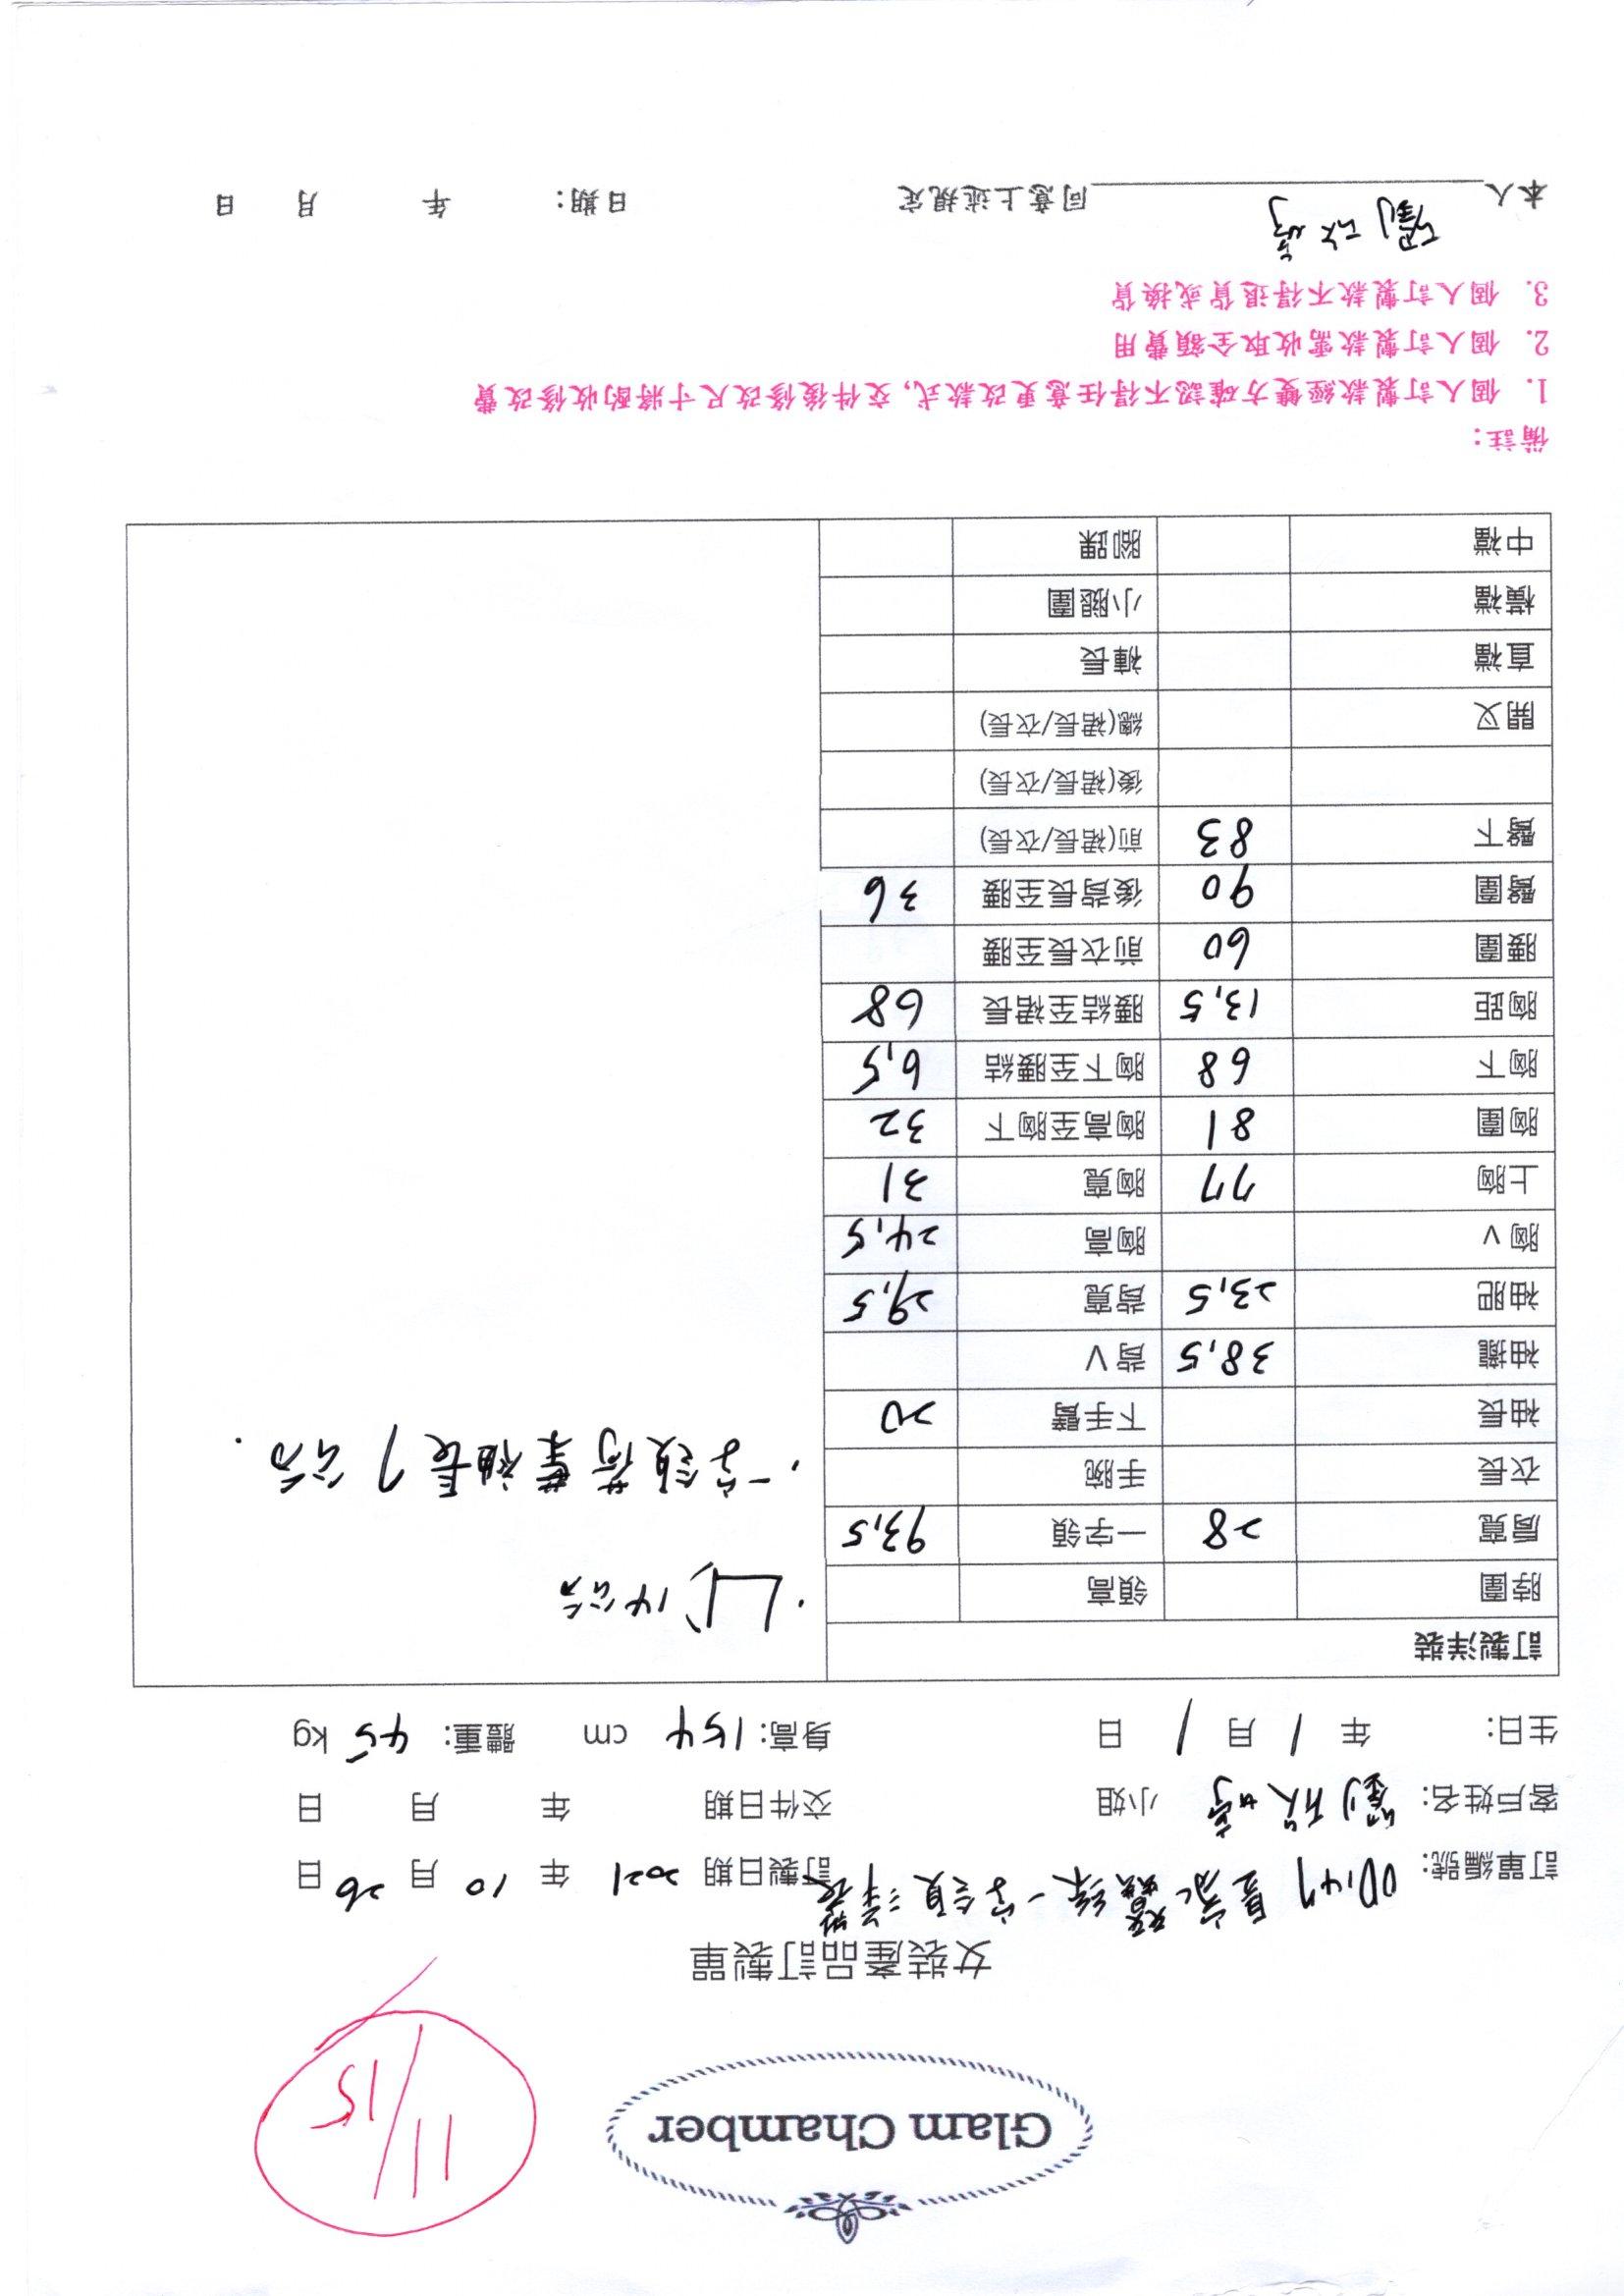 Glam Chamber
11/15
女裝產品訂製單
訂單編號: 一字領洋裝 訂製日期 2021 年 10 月 26 日
客戶姓名: 劉 小姐 交件日期 年 月 日
生日: 年 1 月 1 日 身高: 154 cm 體重: 45 kg
訂製洋裝
脖圍 領高
肩寬 28 一字領 93,5
衣長 手腕
袖長 下手臂 20
袖攏 38,5 背V
袖肥 23,5 背寬 29,5
胸V 胸高 24,5
上胸 77 胸寬 31
胸圍 81 胸高至胸下 32
胸下 68 胸下至腰結 6,5
胸距 13,5 腰結至裙長 68
腰圍 60 前衣長至腰
臀圍 90 後背長至腰 36
臀下 83 前(裙長/衣長)
後(裙長/衣長)
開叉 總(裙長/衣長)
直襠 褲長
橫襠 小腿圍
中襠 腳踝
· 14公分
· 一字領荷葉袖長7公分.
備註:
1. 個人訂製款經雙方確認不得任意更改款式, 交件後修改尺寸將酌收修改費
2. 個人訂製款需收取全額費用
3. 個人訂製款不得退貨或換貨
劉
本人 同意上述規定 日期: 年 月 日